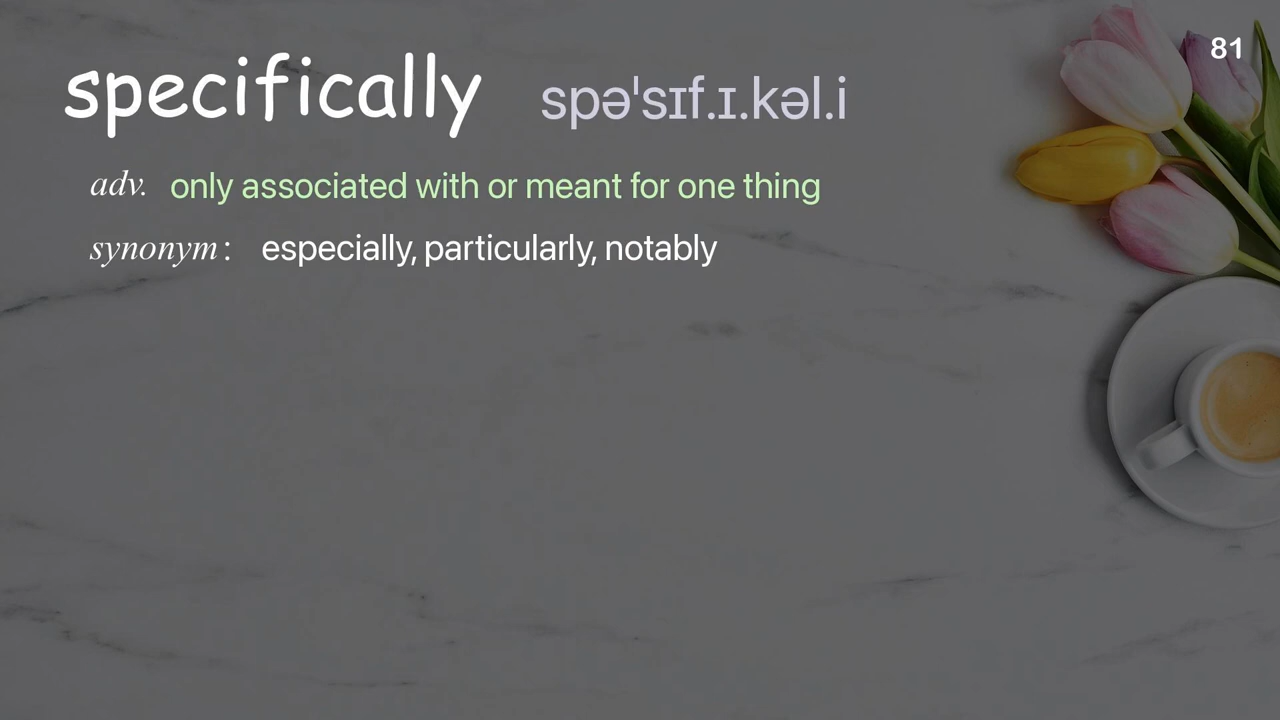 81
specifically spəˈsɪf.ɪ.kəl.i
adv. only associated with or meant for one thing
synonym: especially, particularly, notably